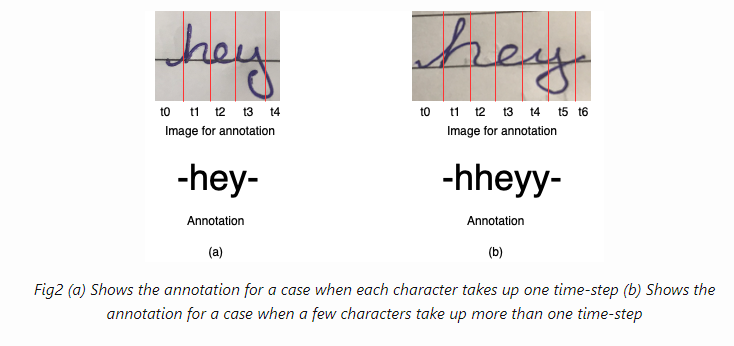 hey hey
t0 t1 t2 t3 t4 t0 t1 t2 t3 t4 t5 t6
Image for annotation Image for annotation
-hey- -hheyy-
Annotation Annotation
(a) (b)
Fig2 (a) Shows the annotation for a case when each character takes up one time-step (b) Shows the
annotation for a case when a few characters take up more than one time-step